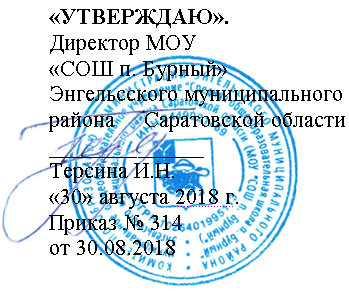 «УТВЕРЖДАЮ».
Директор МОУ
«СОШ п. Бурный»
Энгельсского муниципального
района Саратовской области
Терсина И.Н.
«30» августа 2018 г.
Приказ № 314
от 30.08.2018